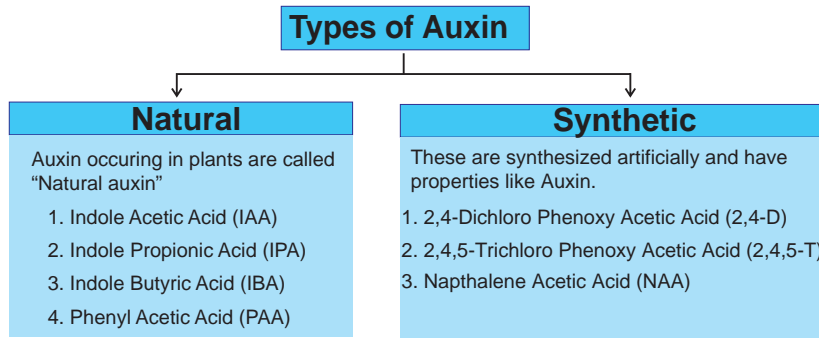 Types of Auxin
Natural
Auxin occuring in plants are called
“Natural auxin”
1. Indole Acetic Acid (IAA)
2. Indole Propionic Acid (IPA)
3. Indole Butyric Acid (IBA)
4. Phenyl Acetic Acid (PAA)
Synthetic
These are synthesized artificially and have
properties like Auxin.
1. 2,4-Dichloro Phenoxy Acetic Acid (2,4-D)
2. 2,4,5-Trichloro Phenoxy Acetic Acid (2,4,5-T)
3. Napthalene Acetic Acid (NAA)